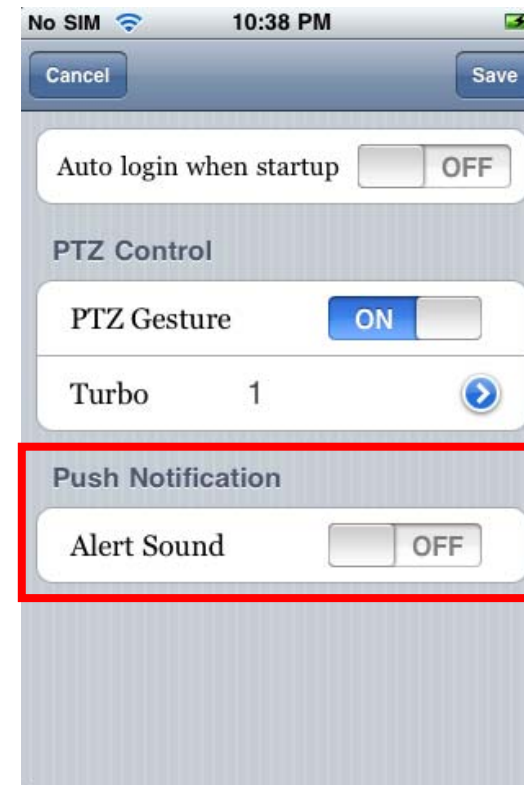 No SIM 10:38 PM
Cancel Save
Auto login when startup OFF
PTZ Control
PTZ Gesture ON
Turbo 1
Push Notification
Alert Sound OFF